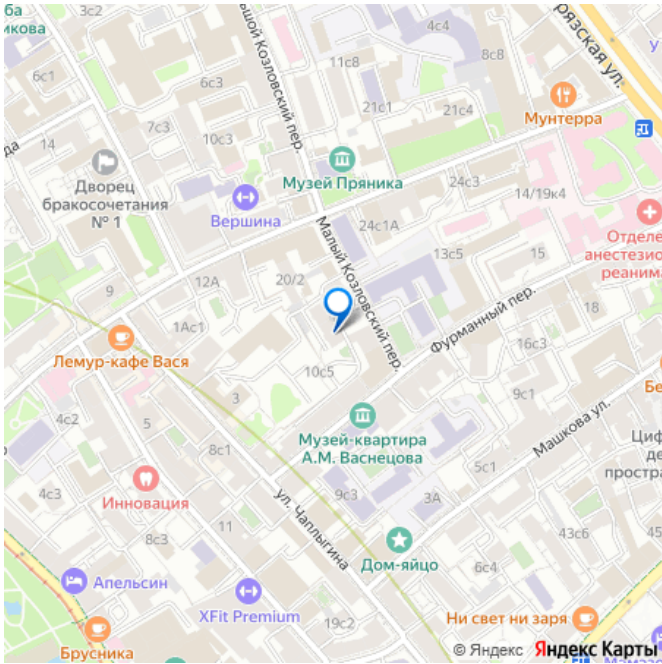 ба
икова
3с2
11с8
4с4
8с8
рязская ул.
У
6с1
Большой Козловский пер.
21с1
21с4
Мунтерра
7с3
14
10с3
да
Музей Пряника
Дворец
бракосочетания
№ 1
Вершина
24с3
14/19к4
24с1А
Малый Козловский пер.
Отделе
анестезио
реанима
13с5
15
20/2
12А
9
1Ас1
Фурманный пер.
18
Лемур-кафе Вася
16с3
10с5
Бе
9с1
3
4с2
5
Музей-квартира
А.М. Васнецова
Машкова ул.
8с1
Циф
де
простра
5с1
4с3
Инновация
9с3
3А
11
ул. Чаплыгина
8с3
Дом-яйцо
43с6
45
6с4
Апельсин
XFit Premium
Ни свет ни заря
19с2
Брусника
© Яндекс Яндекс Карты